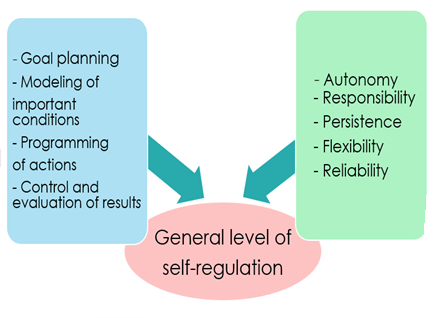 - Goal planning
- Modeling of
important
conditions
- Programming
of actions
- Control and
evaluation of results
- Autonomy
- Responsibility
- Persistence
- Flexibility
- Reliability
General level of
self-regulation